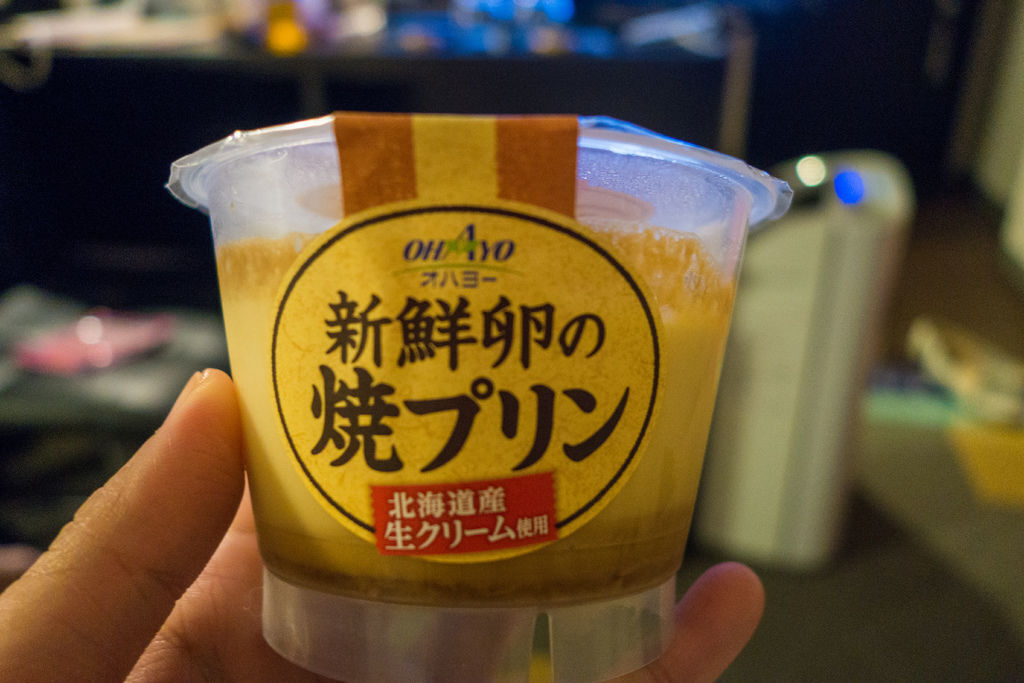 OHAYO
オハヨー
新鮮卵の
焼プリン
北海道産
生クリーム使用